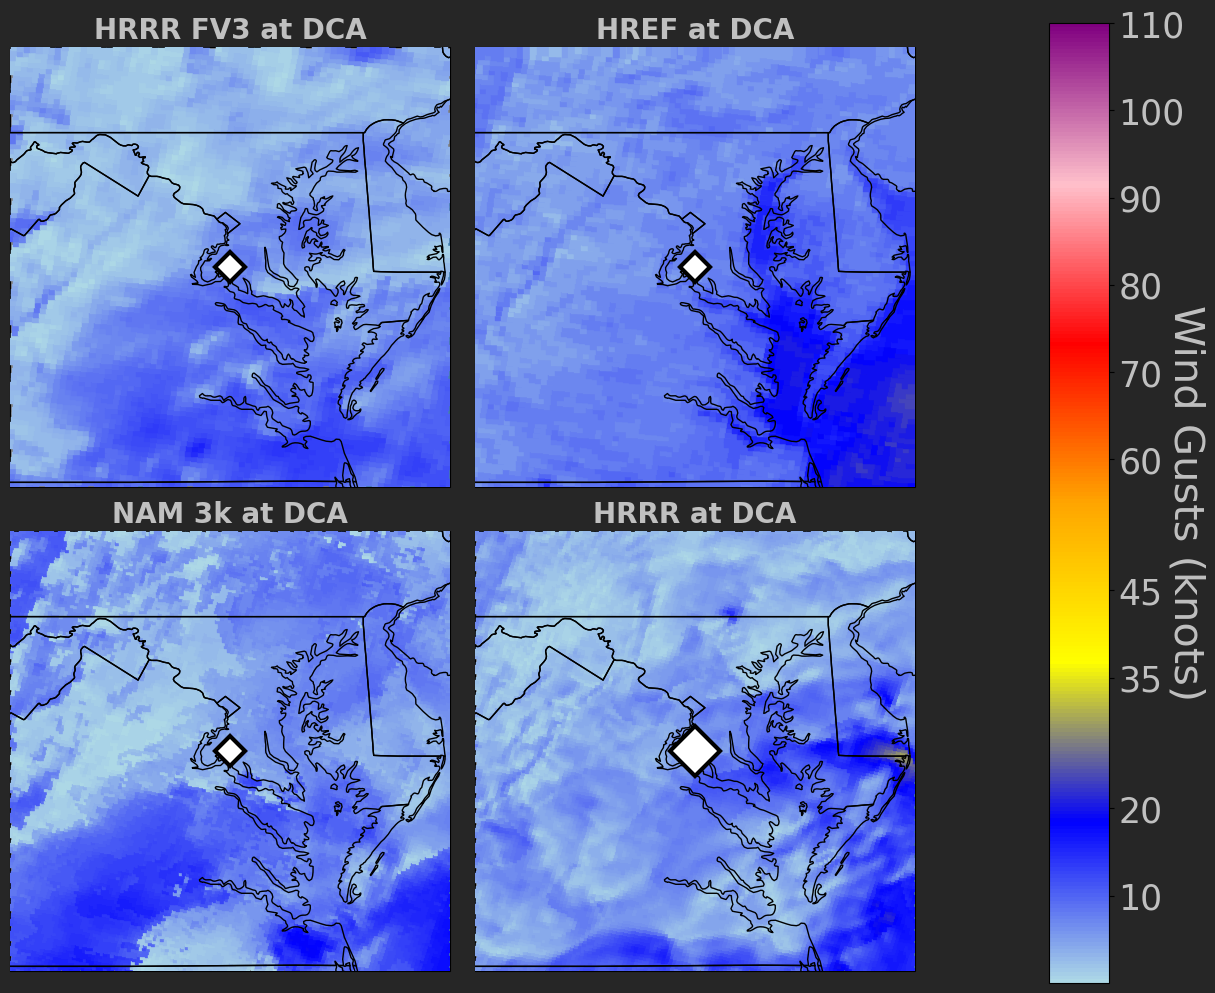 HRRR FV3 at DCA
HREF at DCA
NAM 3k at DCA
HRRR at DCA
110
100
90
80
70
60
45
35
20
10
Wind Gusts (knots)